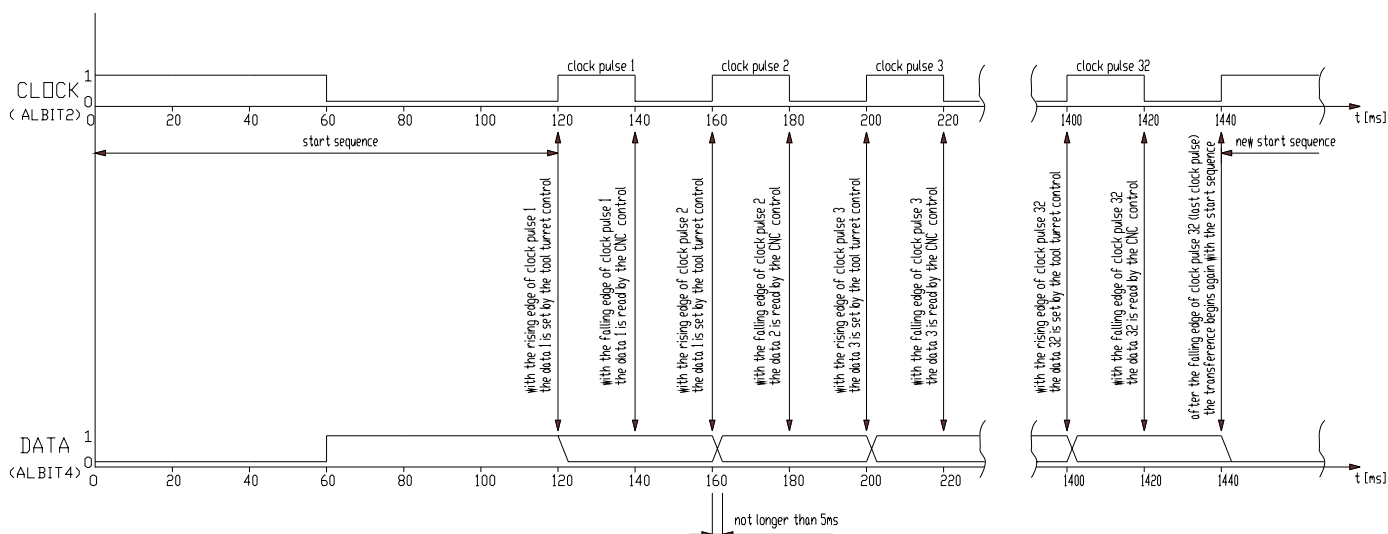 clock pulse 1
clock pulse 2
clock pulse 3
clock pulse 32
CLOCK
(ALBIT2)
1
0
0 20 40 60 80 100 120 140 160 180 200 220 1400 1420 1440 t [ms]
start sequence
new start sequence
With the rising edge of clock pulse 1
the data 1 is set by the tool turret control
With the falling edge of clock pulse 1
the data 1 is read by the CNC control
With the rising edge of clock pulse 2
the data 2 is set by the tool turret control
With the falling edge of clock pulse 2
the data 2 is read by the CNC control
With the rising edge of clock pulse 3
the data 3 is set by the tool turret control
With the falling edge of clock pulse 3
the data 3 is read by the CNC control
With the rising edge of clock pulse 32
the data 32 is set by the tool turret control
With the falling edge of clock pulse 32
the data 32 is read by the CNC control
after the falling edge of clock pulse 32 (last clock pulse)
the transference begins again with the start sequence
DATA
(ALBIT4)
1
0
0 20 40 60 80 100 120 140 160 180 200 220 1400 1420 1440 t [ms]
not longer than 5ms